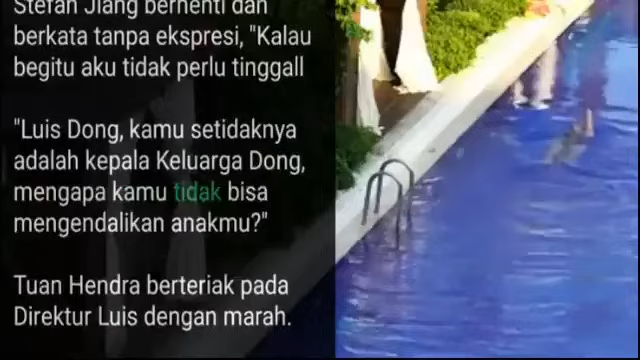 Stefan Jiang berhenti dan
berkata tanpa ekspresi, "Kalau
begitu aku tidak perlu tinggall
"Luis Dong, kamu setidaknya
adalah kepala Keluarga Dong,
mengapa kamu tidak bisa
mengendalikan anakmu?"
Tuan Hendra berteriak pada
Direktur Luis dengan marah.